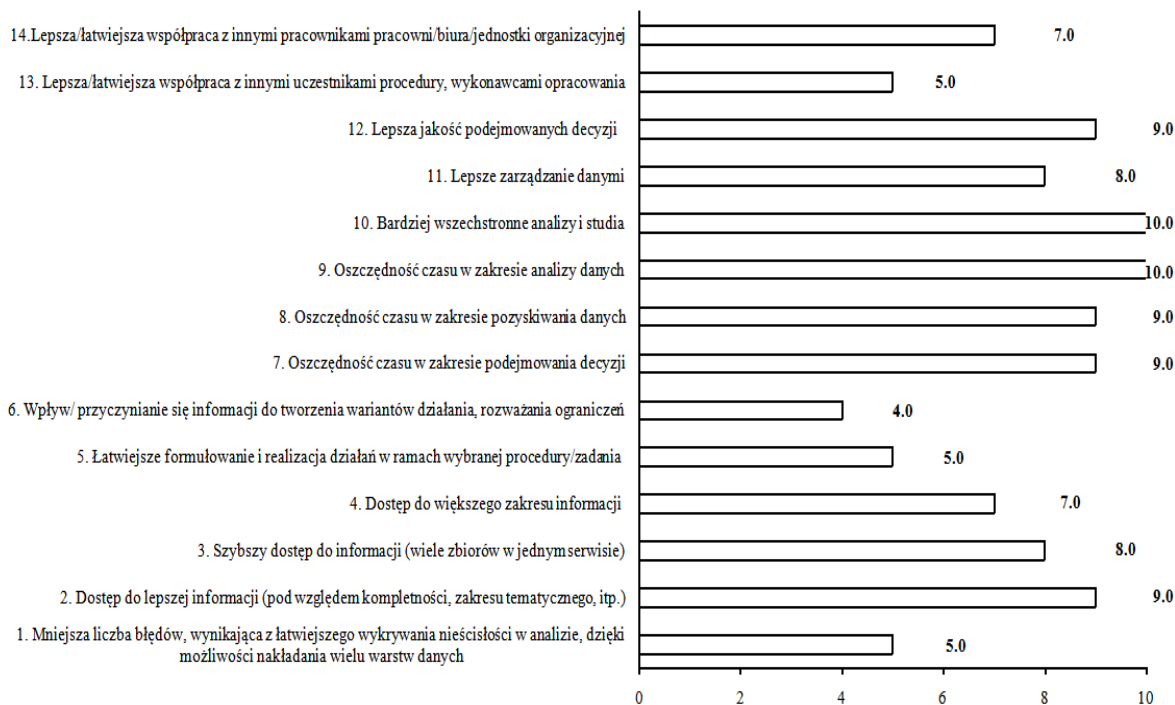 14.Lepsza/łatwiejsza współpraca z innymi pracownikami pracowni/biura/jednostki organizacyjnej
7.0
13. Lepsza/łatwiejsza współpraca z innymi uczestnikami procedury, wykonawcami opracowania
5.0
12. Lepsza jakość podejmowanych decyzji
9.0
11. Lepsze zarządzanie danymi
8.0
10. Bardziej wszechstronne analizy i studia
10.0
9. Oszczędność czasu w zakresie analizy danych
10.0
8. Oszczędność czasu w zakresie pozyskiwania danych
9.0
7. Oszczędność czasu w zakresie podejmowania decyzji
9.0
6. Wpływ/ przyczynianie się informacji do tworzenia wariantów działania, rozważania ograniczeń
4.0
5. Łatwiejsze formułowanie i realizacja działań w ramach wybranej procedury/zadania
5.0
4. Dostęp do większego zakresu informacji
7.0
3. Szybszy dostęp do informacji (wiele zbiorów w jednym serwisie)
8.0
2. Dostęp do lepszej informacji (pod względem kompletności, zakresu tematycznego, itp.)
9.0
1. Mniejsza liczba błędów, wynikająca z łatwiejszego wykrywania nieścisłości w analizie, dzięki
możliwości nakładania wielu warstw danych
5.0
0 2 4 6 8 10